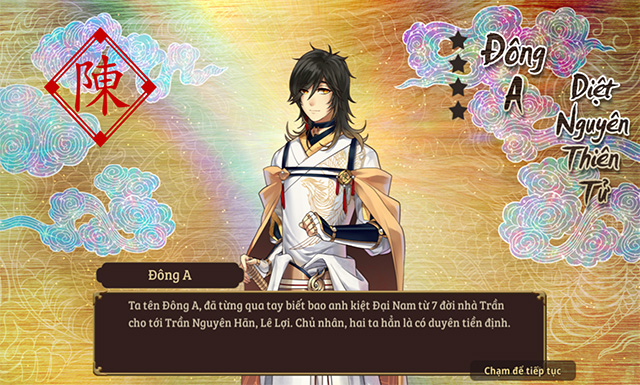 陳
Đông
A
Diệt
Nguyên
Thiên
Tử
Đông A
Ta tên Đông A, đã từng qua tay biết bao anh kiệt Đại Nam từ 7 đời nhà Trần
cho tới Trần Nguyên Hãn, Lê Lợi. Chủ nhân, hai ta hẳn là có duyên tiền định.
Chạm để tiếp tục